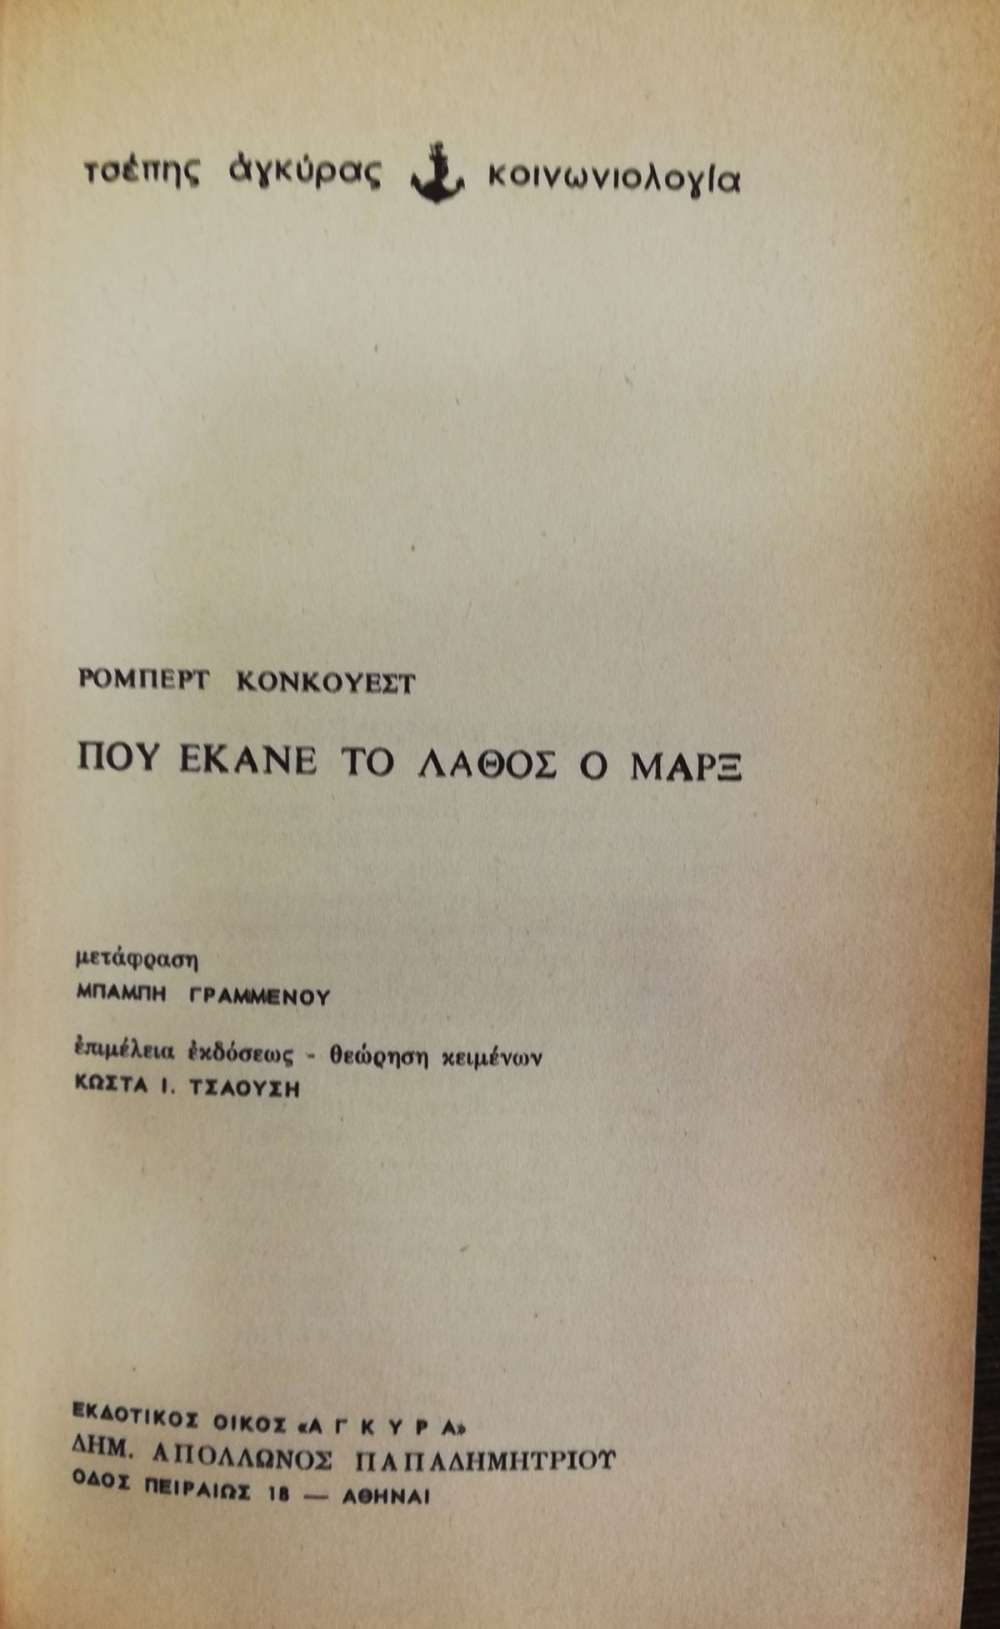 τσέπης ἀγκύρας κοινωνιολογία
ΡΟΜΠΕΡΤ ΚΟΝΚΟΥΕΣΤ
ΠΟΥ ΕΚΑΝΕ ΤΟ ΛΑΘΟΣ Ο ΜΑΡΞ
μετάφραση
ΜΠΑΜΠΗ ΓΡΑΜΜΕΝΟΥ
ἐπιμέλεια ἐκδόσεως - θεώρηση κειμένων
ΚΩΣΤΑ Ι. ΤΣΑΟΥΣΗ
ΕΚΔΟΤΙΚΟΣ ΟΙΚΟΣ «Α Γ Κ Υ Ρ Α»
ΔΗΜ. ΑΠΟΛΛΩΝΟΣ ΠΑΠΑΔΗΜΗΤΡΙΟΥ
ΟΔΟΣ ΠΕΙΡΑΙΩΣ 18 — ΑΘΗΝΑΙ